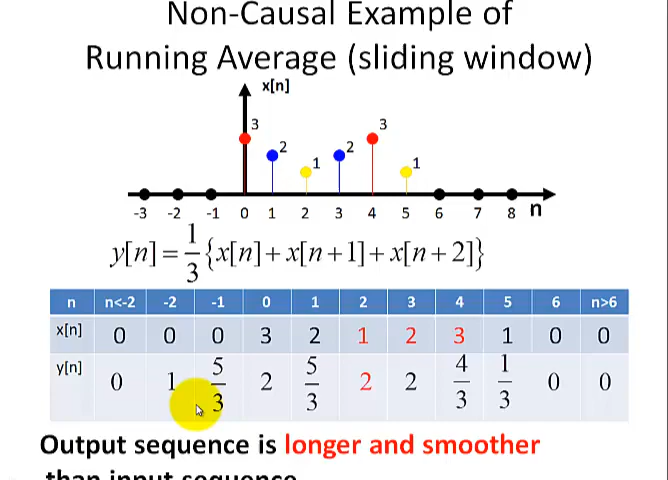 Non-Causal Example of
Running Average (sliding window)
x[n]
3 2 1 2 3 1
-3 -2 -1 0 1 2 3 4 5 6 7 8 n
y[n] = 1/3 {x[n] + x[n+1] + x[n+2]}
n n<-2 -2 -1 0 1 2 3 4 5 6 n>6
x[n] 0 0 0 3 2 1 2 3 1 0 0
y[n] 0 1 5/3 2 5/3 2 2 4/3 1/3 0 0
Output sequence is longer and smoother
than input sequence